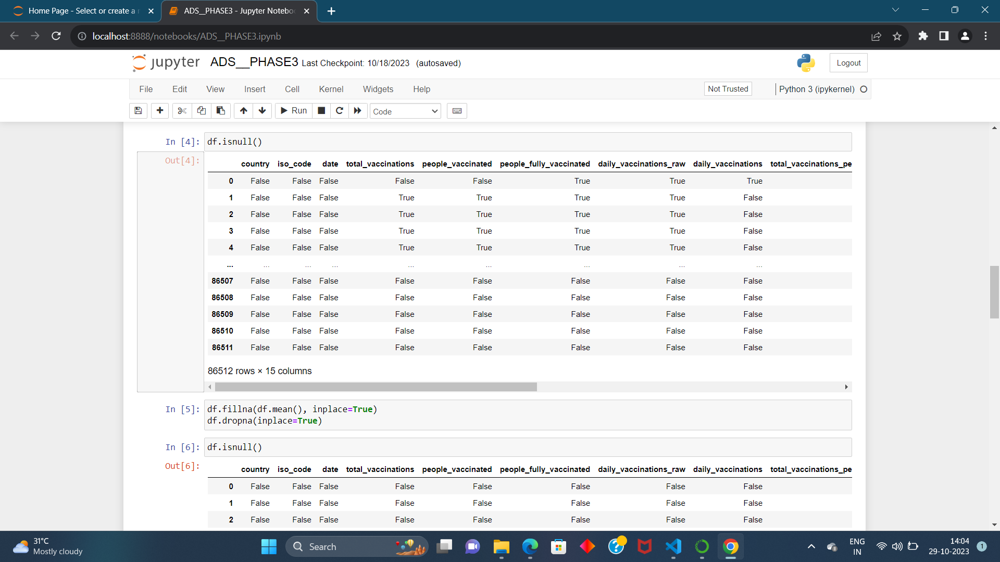 Home Page - Select or create a n
ADS__PHASE3 - Jupyter Notebo
localhost:8888/notebooks/ADS__PHASE3.ipynb
jupyter ADS__PHASE3 Last Checkpoint: 10/18/2023 (autosaved)
Logout
File Edit View Insert Cell Kernel Widgets Help
Not Trusted
Python 3 (ipykernel)
Run
Code
In [4]: df.isnull()
Out[4]:
country iso_code date total_vaccinations people_vaccinated people_fully_vaccinated daily_vaccinations_raw daily_vaccinations total_vaccinations_pe
0 False False False False False True True True
1 False False False True True True True False
2 False False False True True True True False
3 False False False True True True True False
4 False False False True True True True False
... ... ... ... ... ... ... ... ...
86507 False False False False False False False False
86508 False False False False False False False False
86509 False False False False False False False False
86510 False False False False False False False False
86511 False False False False False False False False
86512 rows × 15 columns
In [5]: df.fillna(df.mean(), inplace=True)
df.dropna(inplace=True)
In [6]: df.isnull()
Out[6]:
country iso_code date total_vaccinations people_vaccinated people_fully_vaccinated daily_vaccinations_raw daily_vaccinations total_vaccinations_pe
0 False False False False False False False False
1 False False False False False False False False
2 False False False False False False False False
31°C
Mostly cloudy
Search
ENG
IN
14:04
29-10-2023
1